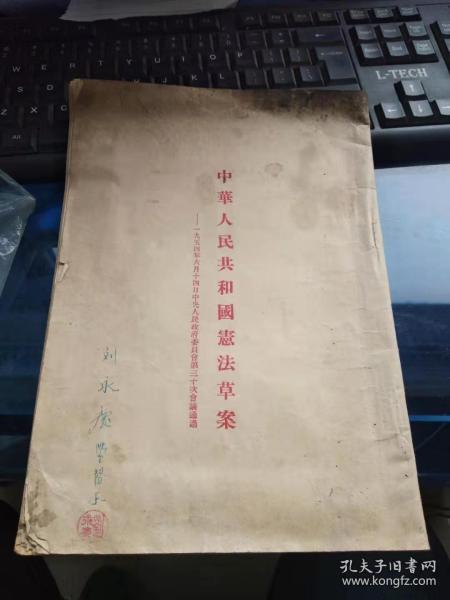 中華人民共和國憲法草案
——一九五四年六月十四日中央人民政府委員會第三十次會議通過
刘永
學習
L-TECH
孔夫子旧书网
www.kongfz.com